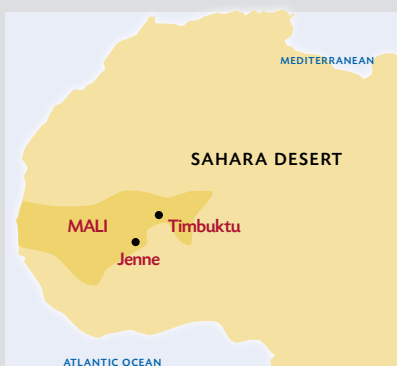 MEDITERRANEAN
SAHARA DESERT
MALI
Timbuktu
Jenne
ATLANTIC OCEAN